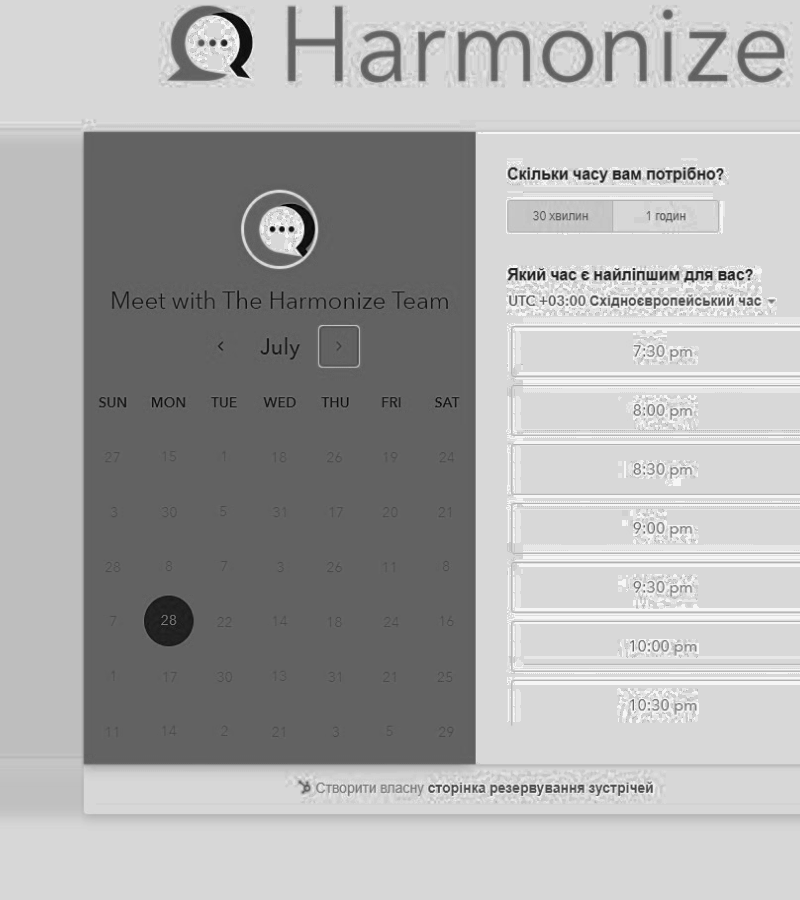 Harmonize
Meet with The Harmonize Team
July
SUN MON TUE WED THU FRI SAT
27 15 1 18 26 19 24
3 30 5 31 17 20 21
28 8 7 3 26 11 8
7 28 22 14 18 24 16
1 17 30 13 31 21 25
11 14 2 21 3 5 29
Скільки часу вам потрібно?
30 хвилин 1 годин
Який час є найліпшим для вас?
UTC +03:00 Східноєвропейський час
7:30 pm
8:00 pm
8:30 pm
9:00 pm
9:30 pm
10:00 pm
10:30 pm
Створити власну сторінка резервування зустрічей